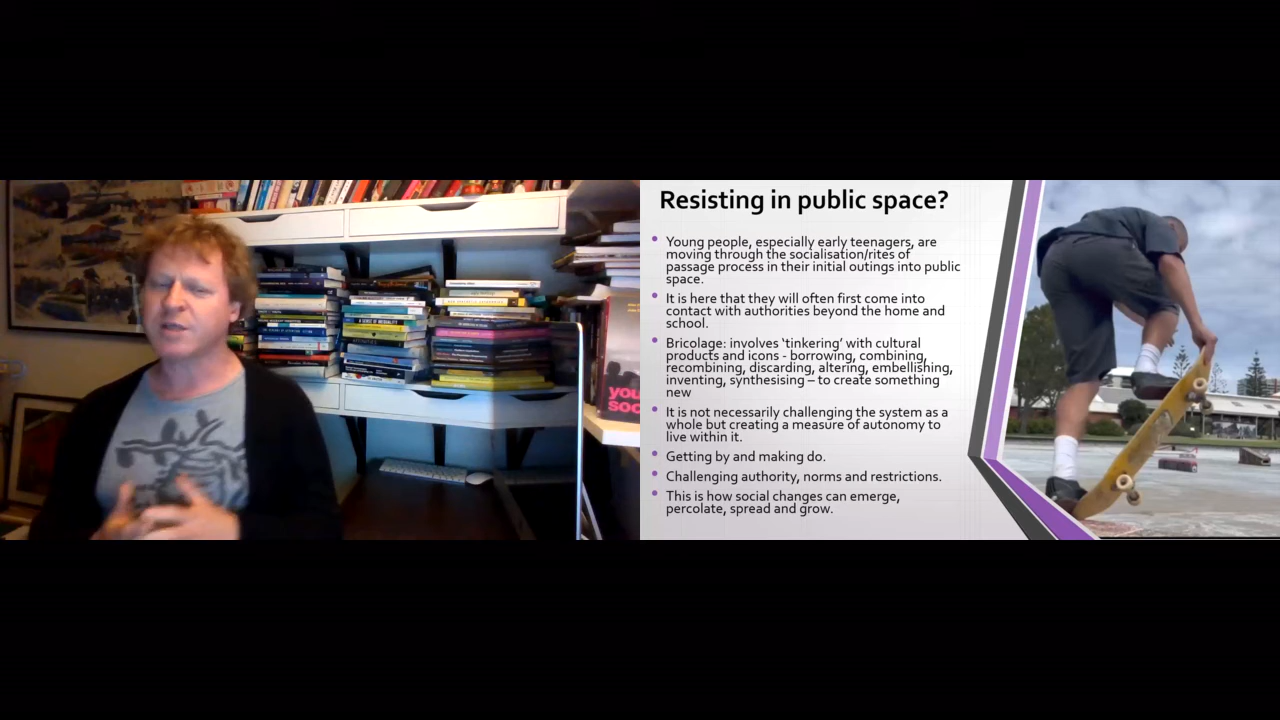 Resisting in public space?
• Young people, especially early teenagers, are
moving through the socialisation/rites of
passage process in their initial outings into public
space.
• It is here that they will often first come into
contact with authorities beyond the home and
school.
• Bricolage: involves ‘tinkering’ with cultural
products and icons - borrowing, combining,
recombining, discarding, altering, embellishing,
inventing, synthesising – to create something
new
• It is not necessarily challenging the system as a
whole but creating a measure of autonomy to
live within it.
• Getting by and making do.
• Challenging authority, norms and restrictions.
• This is how social changes can emerge,
percolate, spread and grow.